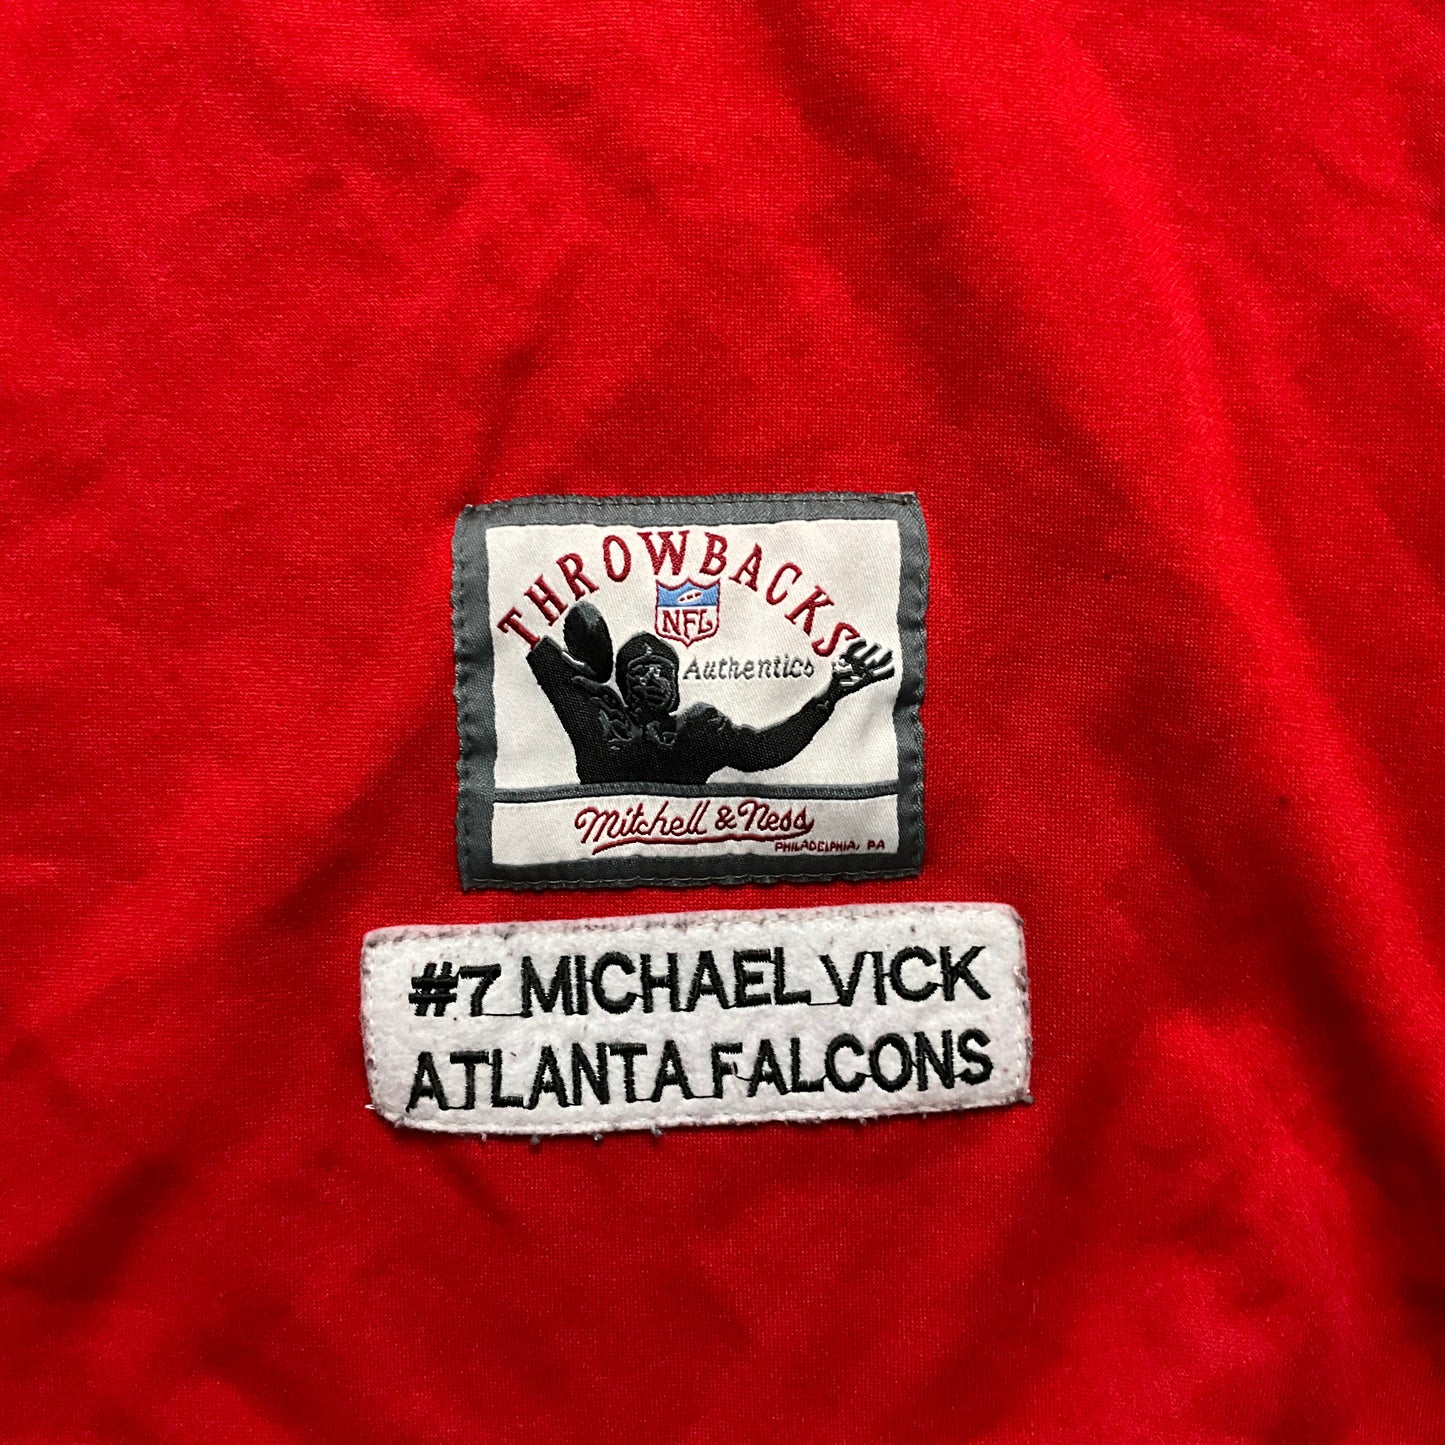 THROWBACKS
NFL
Authentics
Mitchell & Ness
PHILADELPHIA, PA
#7 MICHAEL VICK
ATLANTA FALCONS